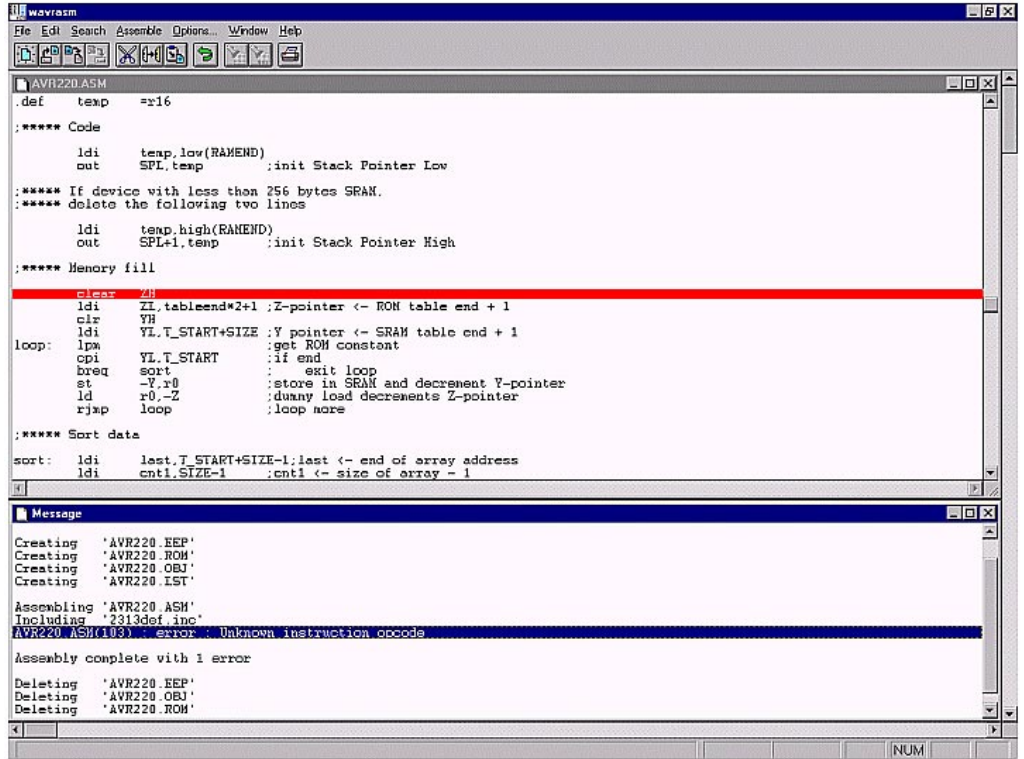 wavrasm
File Edit Search Assemble Options... Window Help
AVR220.ASM
.def temp =r16
;***** Code
ldi temp,low(RAMEND)
out SPL,temp ;init Stack Pointer Low
;***** If device with less than 256 bytes SRAM,
;***** delete the following two lines
ldi temp,high(RAMEND)
out SPL+1,temp ;init Stack Pointer High
;***** Memory fill
clear ZH
ldi ZL,tableend*2+1 ;Z-pointer <- ROM table end + 1
clr YH
ldi YL,T_START+SIZE ;Y pointer <- SRAM table end + 1
loop: lpm ;get ROM constant
cpi YL,T_START ;if end
breq sort ; exit loop
st -Y,r0 ;store in SRAM and decrement Y-pointer
ld r0,-Z ;dummy load decrements Z-pointer
rjmp loop ;loop more
;***** Sort data
sort: ldi last,T_START+SIZE-1;last <- end of array address
ldi cnt1,SIZE-1 ;cnt1 <- size of array - 1
Message
Creating 'AVR220.EEP'
Creating 'AVR220.ROM'
Creating 'AVR220.OBJ'
Creating 'AVR220.LST'
Assembling 'AVR220.ASM'
Including '2313def.inc'
AVR220.ASM(103) : error : Unknown instruction opcode
Assembly complete with 1 error
Deleting 'AVR220.EEP'
Deleting 'AVR220.OBJ'
Deleting 'AVR220.ROM'
NUM